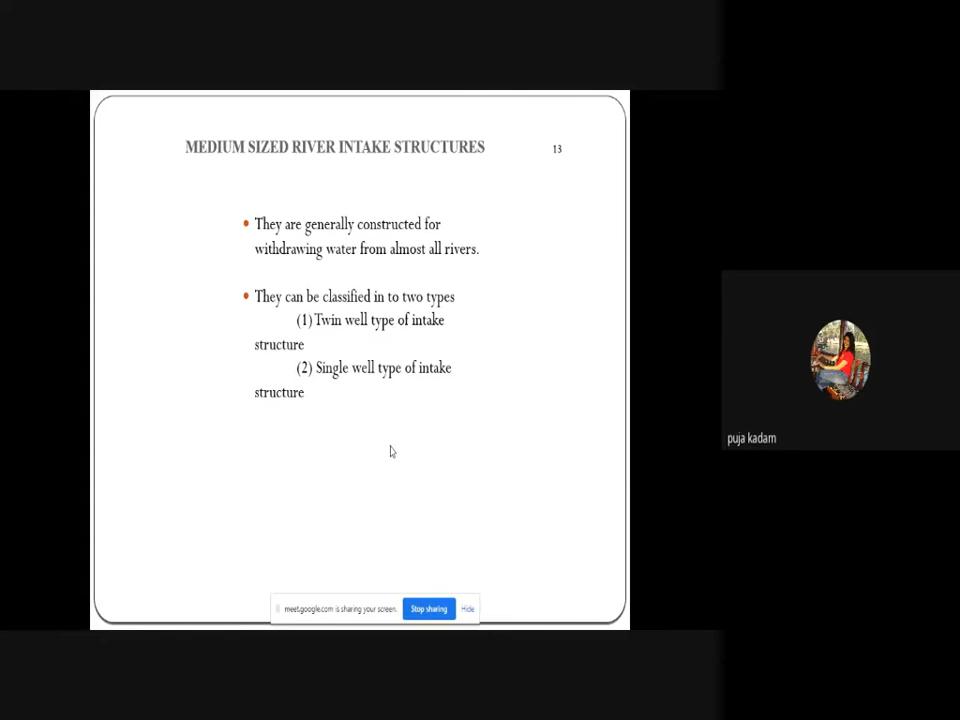 MEDIUM SIZED RIVER INTAKE STRUCTURES 13
They are generally constructed for
withdrawing water from almost all rivers.
They can be classified in to two types
(1) Twin well type of intake
structure
(2) Single well type of intake
structure
puja kadam
meet.google.com is sharing your screen. Stop sharing Hide